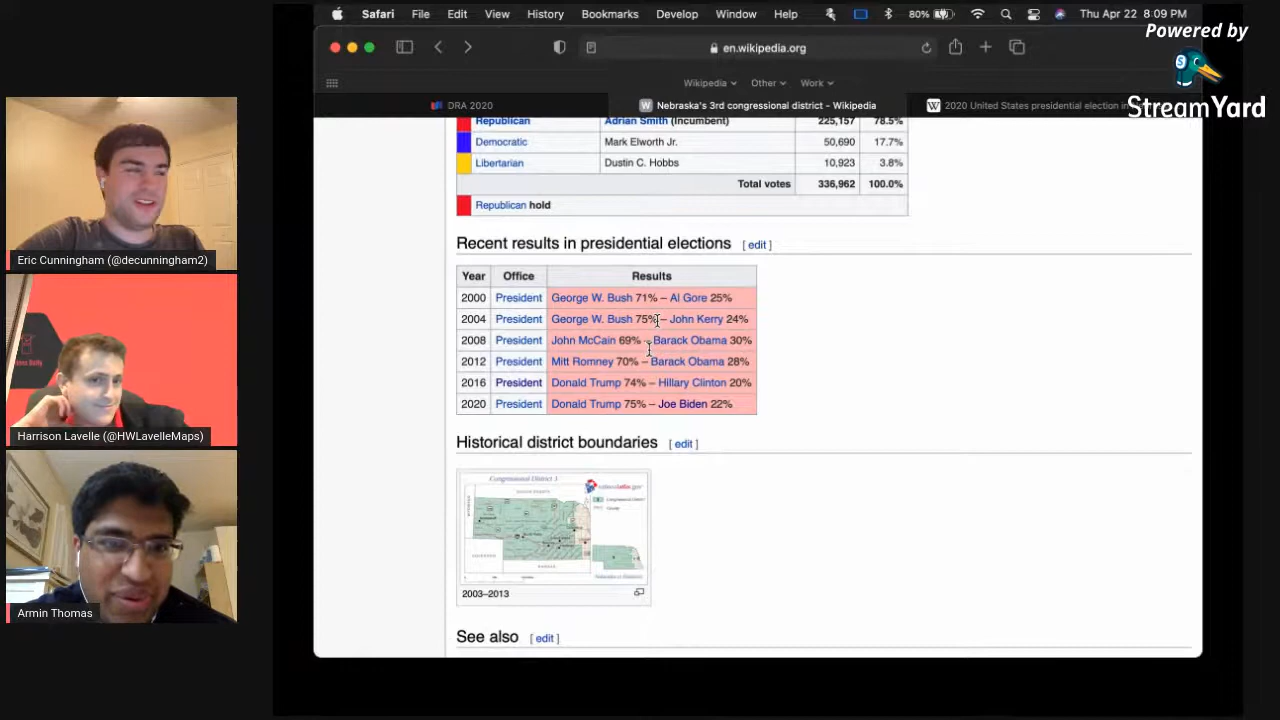 Safari File Edit View History Bookmarks Develop Window Help 80% Thu Apr 22 8:09 PM
Powered by
StreamYard
en.wikipedia.org
Wikipedia Other Work
DRA 2020
Nebraska's 3rd congressional district - Wikipedia
2020 United States presidential election in
Republican Adrian Smith (Incumbent) 225,157 78.5%
Democratic Mark Elworth Jr. 50,690 17.7%
Libertarian Dustin C. Hobbs 10,923 3.8%
Total votes 336,962 100.0%
Republican hold
Recent results in presidential elections [ edit ]
Year Office Results
2000 President George W. Bush 71% – Al Gore 25%
2004 President George W. Bush 75% – John Kerry 24%
2008 President John McCain 69% – Barack Obama 30%
2012 President Mitt Romney 70% – Barack Obama 28%
2016 President Donald Trump 74% – Hillary Clinton 20%
2020 President Donald Trump 75% – Joe Biden 22%
Historical district boundaries [ edit ]
Congressional District 3
2003–2013
See also [ edit ]
Eric Cunningham (@decunningham2)
Harrison Lavelle (@HWLavelleMaps)
Armin Thomas